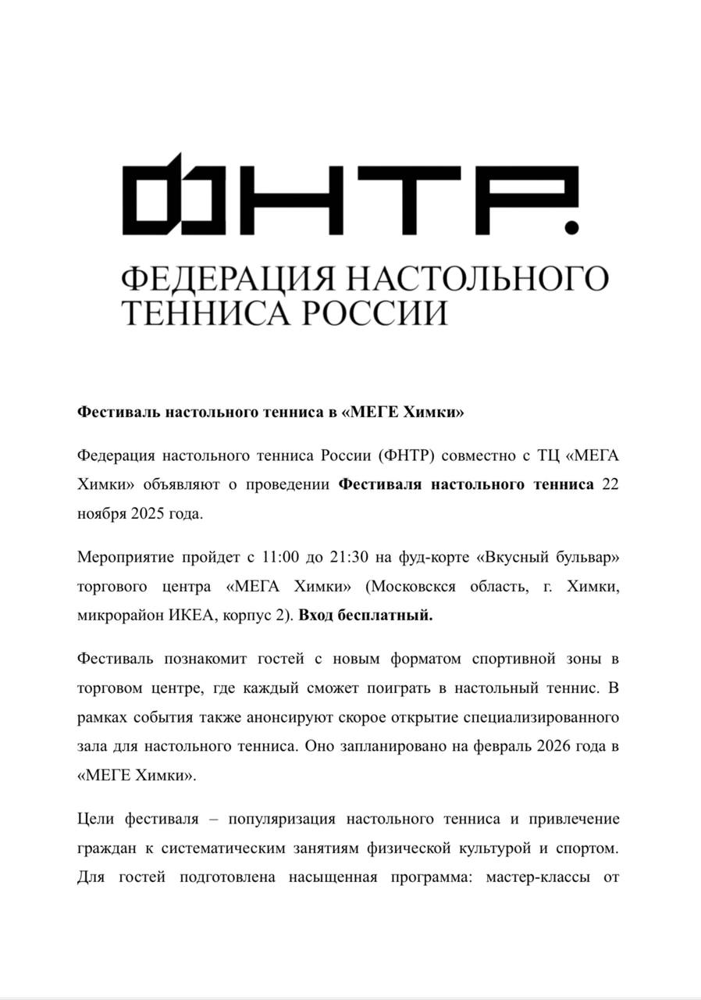 ФНТР.
ФЕДЕРАЦИЯ НАСТОЛЬНОГО
ТЕННИСА РОССИИ
Фестиваль настольного тенниса в «МЕГЕ Химки»
Федерация настольного тенниса России (ФНТР) совместно с ТЦ «МЕГА
Химки» объявляют о проведении Фестиваля настольного тенниса 22
ноября 2025 года.
Мероприятие пройдет с 11:00 до 21:30 на фуд-корте «Вкусный бульвар»
торгового центра «МЕГА Химки» (Московскся область, г. Химки,
микрорайон ИКЕА, корпус 2). Вход бесплатный.
Фестиваль познакомит гостей с новым форматом спортивной зоны в
торговом центре, где каждый сможет поиграть в настольный теннис. В
рамках события также анонсируют скорое открытие специализированного
зала для настольного тенниса. Оно запланировано на февраль 2026 года в
«МЕГЕ Химки».
Цели фестиваля – популяризация настольного тенниса и привлечение
граждан к систематическим занятиям физической культурой и спортом.
Для гостей подготовлена насыщенная программа: мастер-классы от